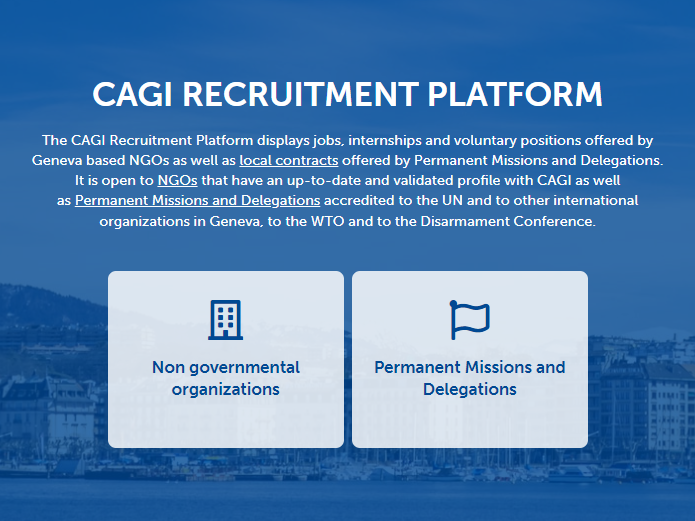 CAGI RECRUITMENT PLATFORM
The CAGI Recruitment Platform displays jobs, internships and voluntary positions offered by
Geneva based NGOs as well as local contracts offered by Permanent Missions and Delegations.
It is open to NGOs that have an up-to-date and validated profile with CAGI as well
as Permanent Missions and Delegations accredited to the UN and to other international
organizations in Geneva, to the WTO and to the Disarmament Conference.
Non governmental
organizations
Permanent Missions and
Delegations